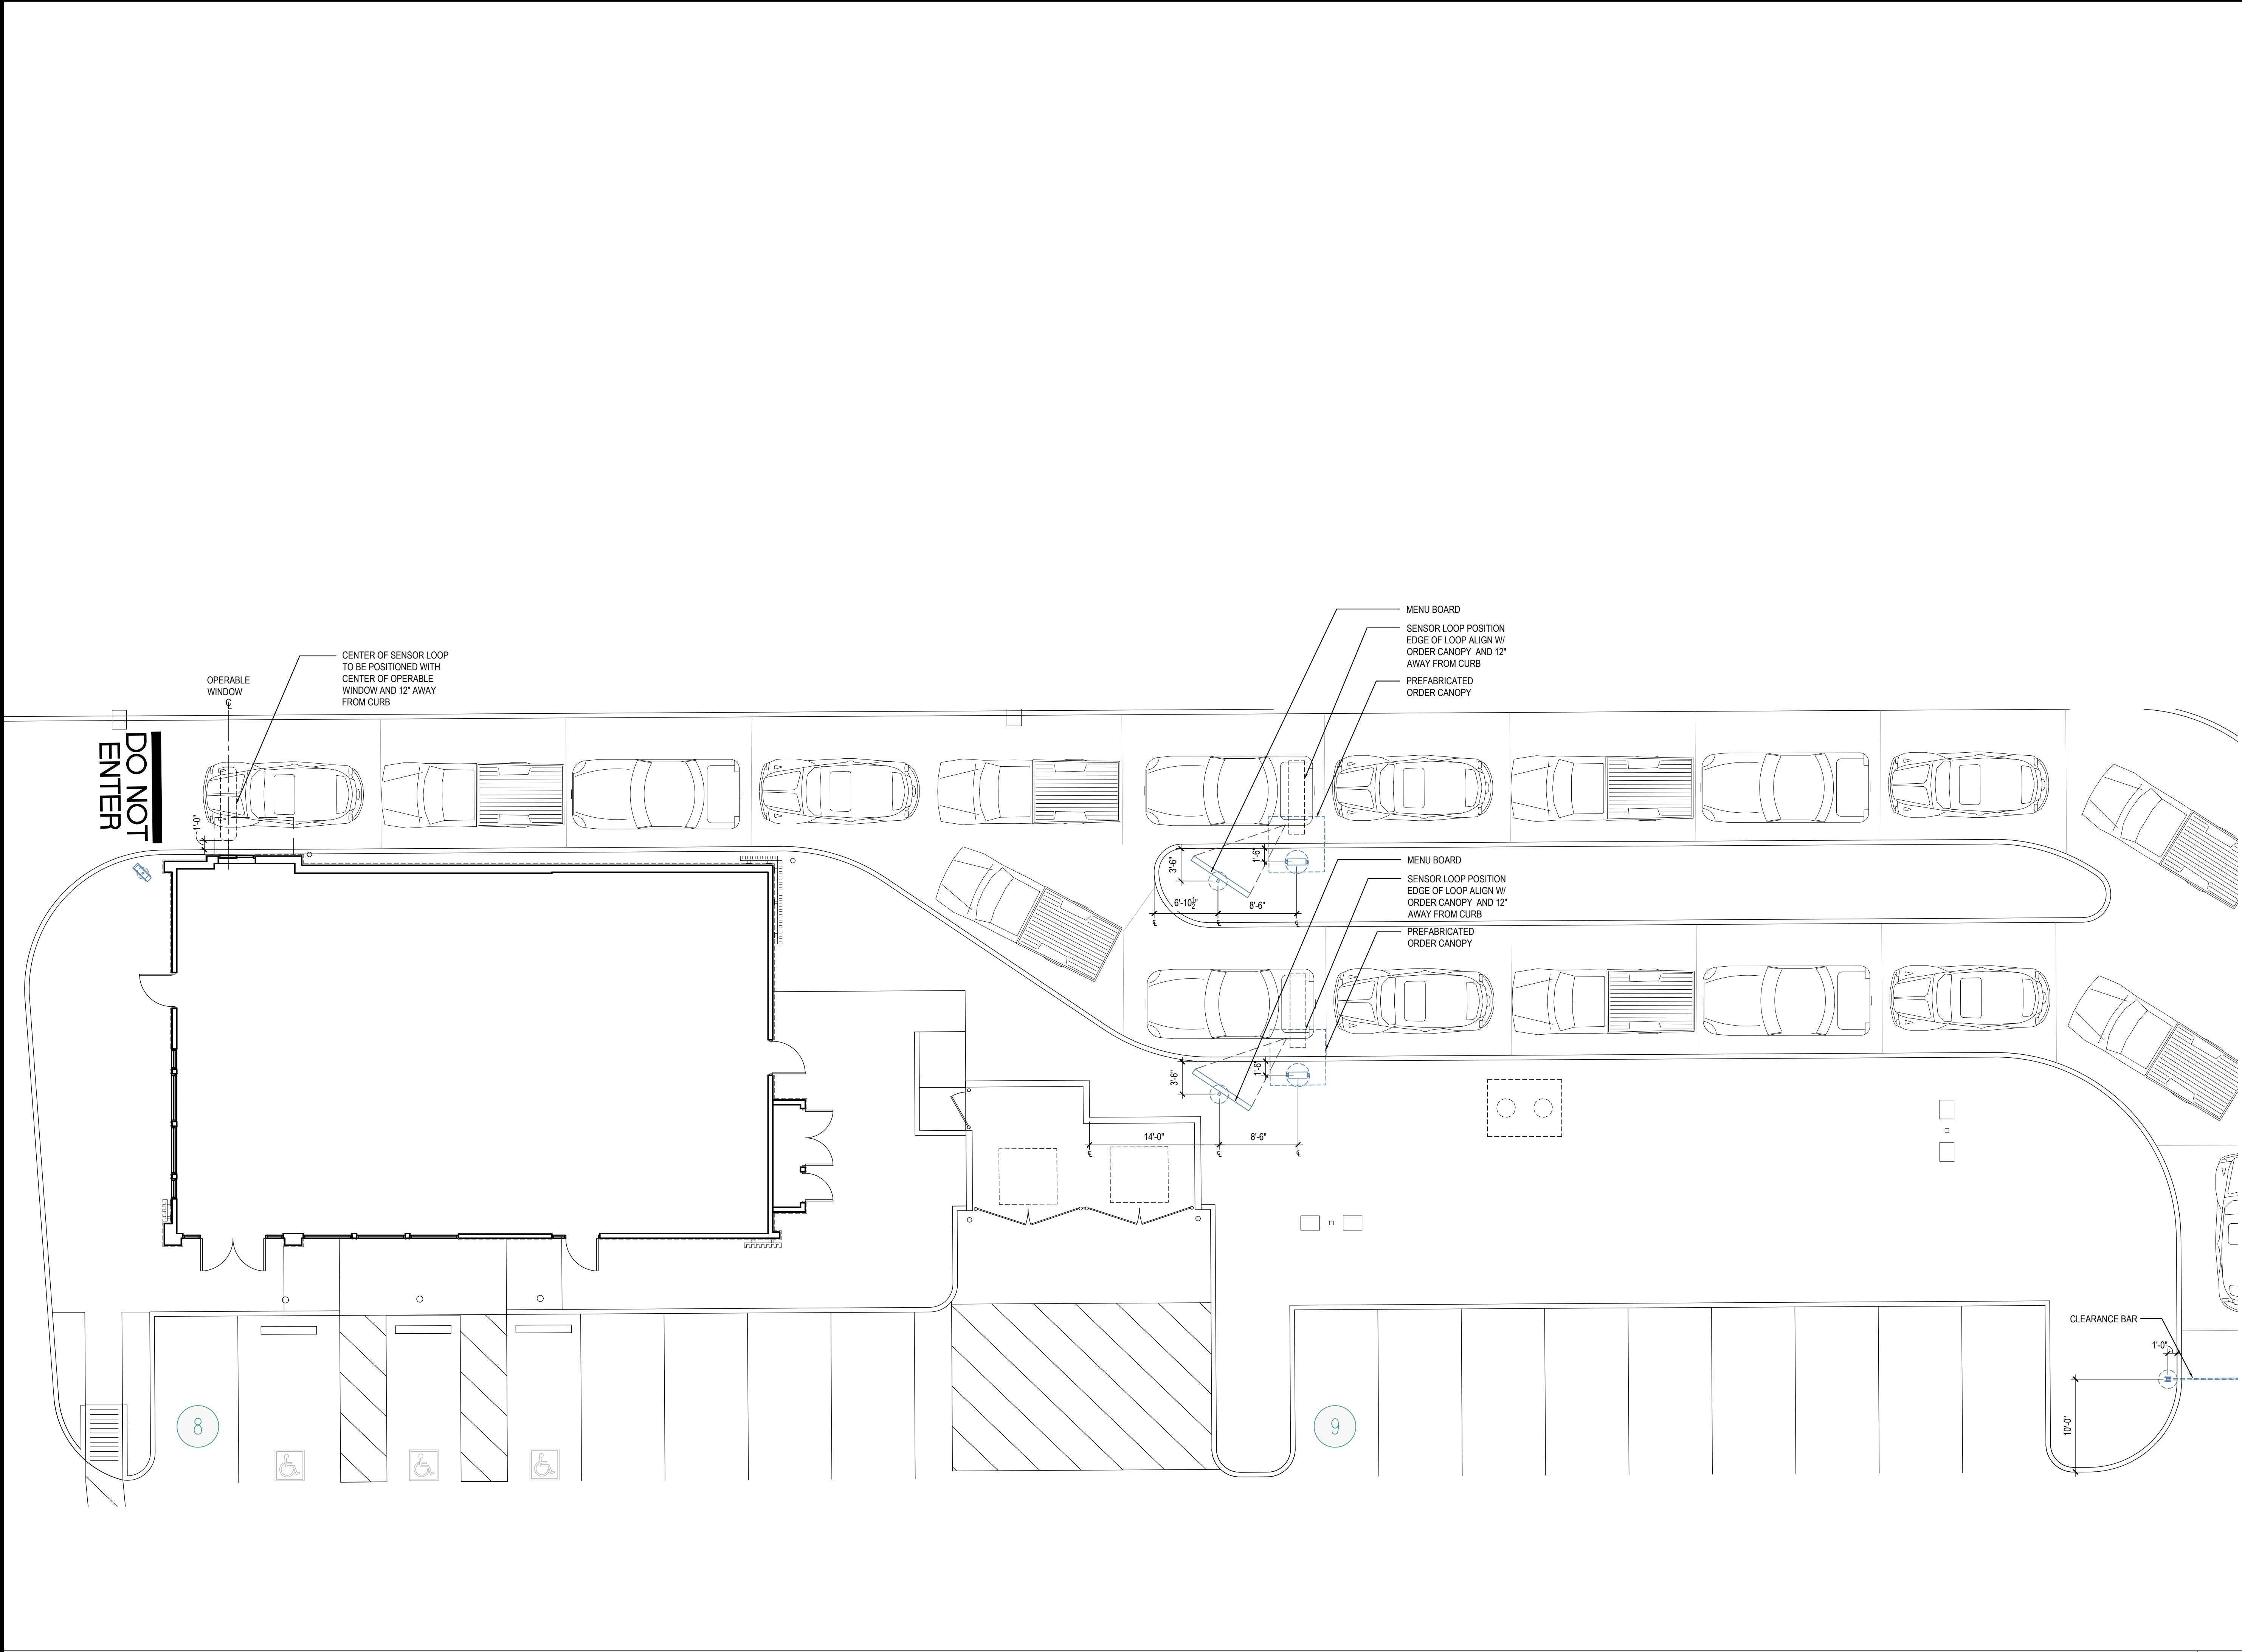 MENU BOARD
SENSOR LOOP POSITION
EDGE OF LOOP ALIGN W/
ORDER CANOPY AND 12"
AWAY FROM CURB
PREFABRICATED
ORDER CANOPY
CENTER OF SENSOR LOOP
TO BE POSITIONED WITH
CENTER OF OPERABLE
WINDOW AND 12" AWAY
FROM CURB
OPERABLE
WINDOW
℄
DO NOT
ENTER
1'-0"
3'-6"
1'-6"
6'-10½"
8'-6"
℄
℄
℄
MENU BOARD
SENSOR LOOP POSITION
EDGE OF LOOP ALIGN W/
ORDER CANOPY AND 12"
AWAY FROM CURB
PREFABRICATED
ORDER CANOPY
3'-6"
1'-6"
14'-0"
8'-6"
℄
℄
℄
CLEARANCE BAR
1'-0"
10'-0"
8
9